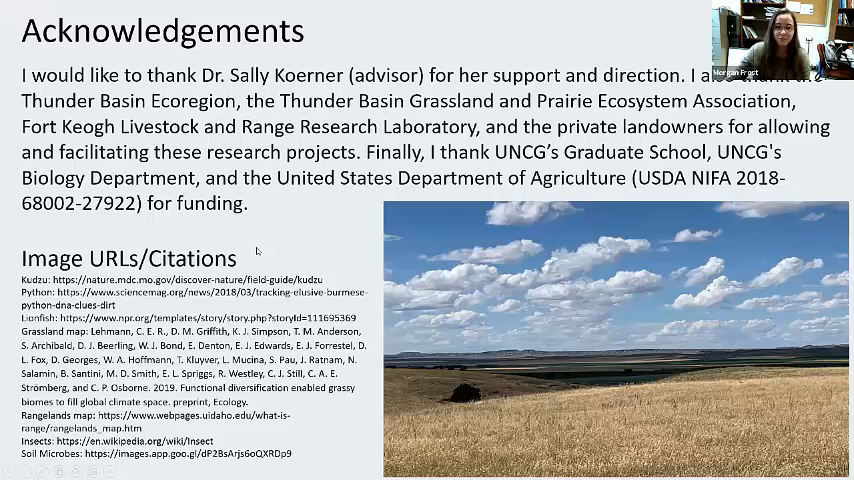 Acknowledgements
I would like to thank Dr. Sally Koerner (advisor) for her support and direction. I also thank the
Thunder Basin Ecoregion, the Thunder Basin Grassland and Prairie Ecosystem Association,
Fort Keogh Livestock and Range Research Laboratory, and the private landowners for allowing
and facilitating these research projects. Finally, I thank UNCG’s Graduate School, UNCG's
Biology Department, and the United States Department of Agriculture (USDA NIFA 2018-
68002-27922) for funding.
Morgan Frost
Image URLs/Citations
Kudzu: https://nature.mdc.mo.gov/discover-nature/field-guide/kudzu
Python: https://www.sciencemag.org/news/2018/03/tracking-elusive-burmese-
python-dna-clues-dirt
Lionfish: https://www.npr.org/templates/story/story.php?storyId=111695369
Grassland map: Lehmann, C. E. R., D. M. Griffith, K. J. Simpson, T. M. Anderson,
S. Archibald, D. J. Beerling, W. J. Bond, E. Denton, E. J. Edwards, E. J. Forrestel, D.
L. Fox, D. Georges, W. A. Hoffmann, T. Kluyver, L. Mucina, S. Pau, J. Ratnam, N.
Salamin, B. Santini, M. D. Smith, E. L. Spriggs, R. Westley, C. J. Still, C. A. E.
Strömberg, and C. P. Osborne. 2019. Functional diversification enabled grassy
biomes to fill global climate space. preprint, Ecology.
Rangelands map: https://www.webpages.uidaho.edu/what-is-
range/rangelands_map.htm
Insects: https://en.wikipedia.org/wiki/Insect
Soil Microbes: https://images.app.goo.gl/dP2BsArjs6oQXRDp9